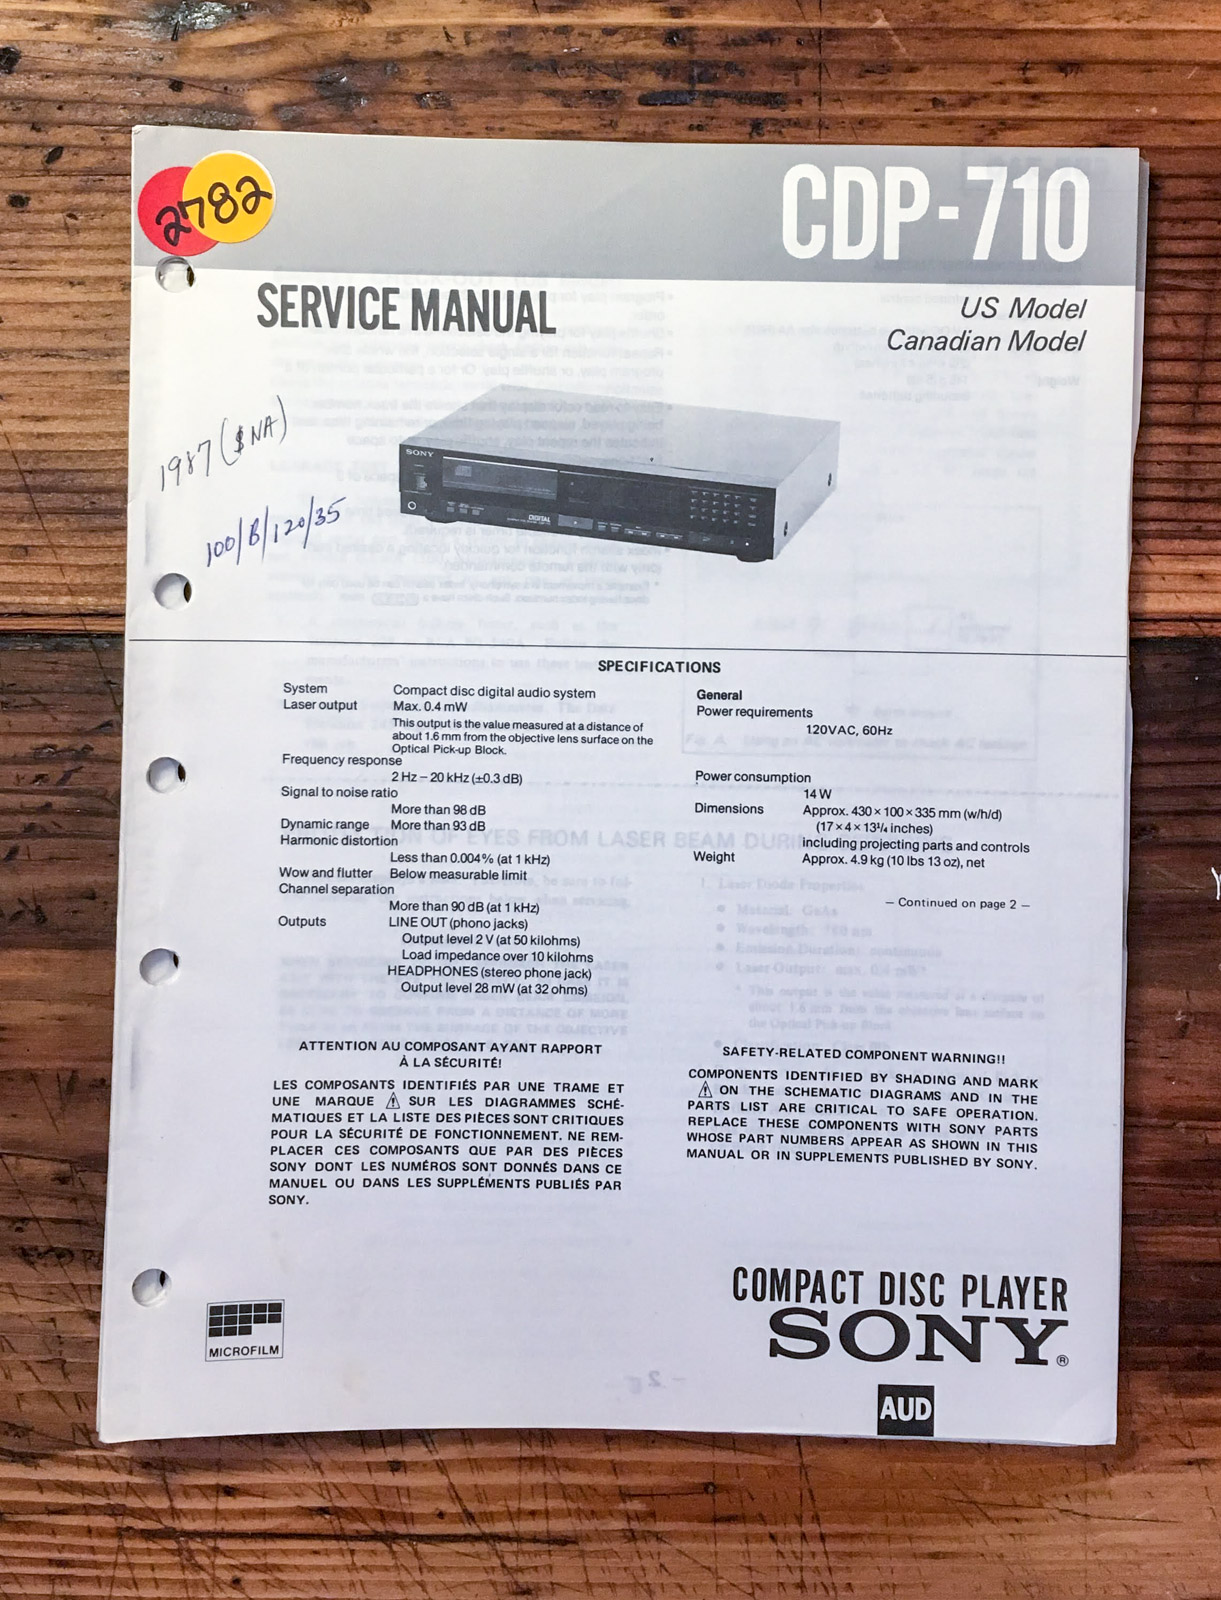 2782
CDP-710
SERVICE MANUAL
US Model
Canadian Model
1987 ($NA)
100/B/120/35
SONY
DIGITAL
SPECIFICATIONS
System Compact disc digital audio system
Laser output Max. 0.4 mW
This output is the value measured at a distance of
about 1.6 mm from the objective lens surface on the
Optical Pick-up Block.
Frequency response
2 Hz – 20 kHz (±0.3 dB)
Signal to noise ratio
More than 98 dB
Dynamic range More than 93 dB
Harmonic distortion
Less than 0.004% (at 1 kHz)
Wow and flutter Below measurable limit
Channel separation
More than 90 dB (at 1 kHz)
Outputs LINE OUT (phono jacks)
Output level 2 V (at 50 kilohms)
Load impedance over 10 kilohms
HEADPHONES (stereo phone jack)
Output level 28 mW (at 32 ohms)
General
Power requirements
120VAC, 60Hz
Power consumption
14 W
Dimensions Approx. 430 × 100 × 335 mm (w/h/d)
(17 × 4 × 13¼ inches)
Including projecting parts and controls
Weight Approx. 4.9 kg (10 lbs 13 oz), net
— Continued on page 2 —
ATTENTION AU COMPOSANT AYANT RAPPORT
À LA SÉCURITÉ!
LES COMPOSANTS IDENTIFIÉS PAR UNE TRAME ET
UNE MARQUE ⚠ SUR LES DIAGRAMMES SCHÉ-
MATIQUES ET LA LISTE DES PIÈCES SONT CRITIQUES
POUR LA SÉCURITÉ DE FONCTIONNEMENT. NE REM-
PLACER CES COMPOSANTS QUE PAR DES PIÈCES
SONY DONT LES NUMÉROS SONT DONNÉS DANS CE
MANUEL OU DANS LES SUPPLÉMENTS PUBLIÉS PAR
SONY.
SAFETY-RELATED COMPONENT WARNING!!
COMPONENTS IDENTIFIED BY SHADING AND MARK
⚠ ON THE SCHEMATIC DIAGRAMS AND IN THE
PARTS LIST ARE CRITICAL TO SAFE OPERATION.
REPLACE THESE COMPONENTS WITH SONY PARTS
WHOSE PART NUMBERS APPEAR AS SHOWN IN THIS
MANUAL OR IN SUPPLEMENTS PUBLISHED BY SONY.
MICROFILM
COMPACT DISC PLAYER
SONY®
AUD